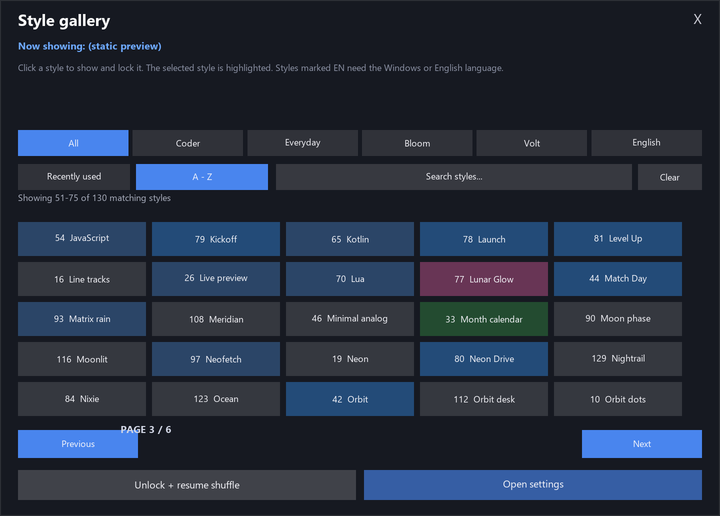 Style gallery X
Now showing: (static preview)
Click a style to show and lock it. The selected style is highlighted. Styles marked EN need the Windows or English language.
All Coder Everyday Bloom Volt English
Recently used A - Z Search styles... Clear
Showing 51-75 of 130 matching styles
54 JavaScript 79 Kickoff 65 Kotlin 78 Launch 81 Level Up
16 Line tracks 26 Live preview 70 Lua 77 Lunar Glow 44 Match Day
93 Matrix rain 108 Meridian 46 Minimal analog 33 Month calendar 90 Moon phase
116 Moonlit 97 Neofetch 19 Neon 80 Neon Drive 129 Nightrail
84 Nixie 123 Ocean 42 Orbit 112 Orbit desk 10 Orbit dots
PAGE 3 / 6
Previous Next
Unlock + resume shuffle Open settings